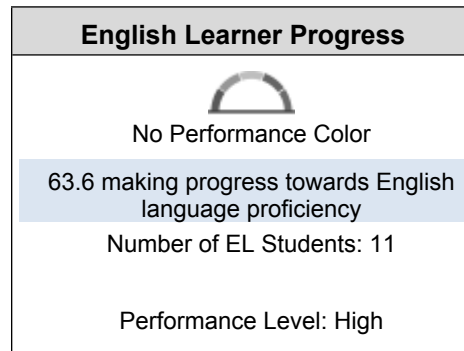 English Learner Progress
No Performance Color
63.6 making progress towards English
language proficiency
Number of EL Students: 11
Performance Level: High